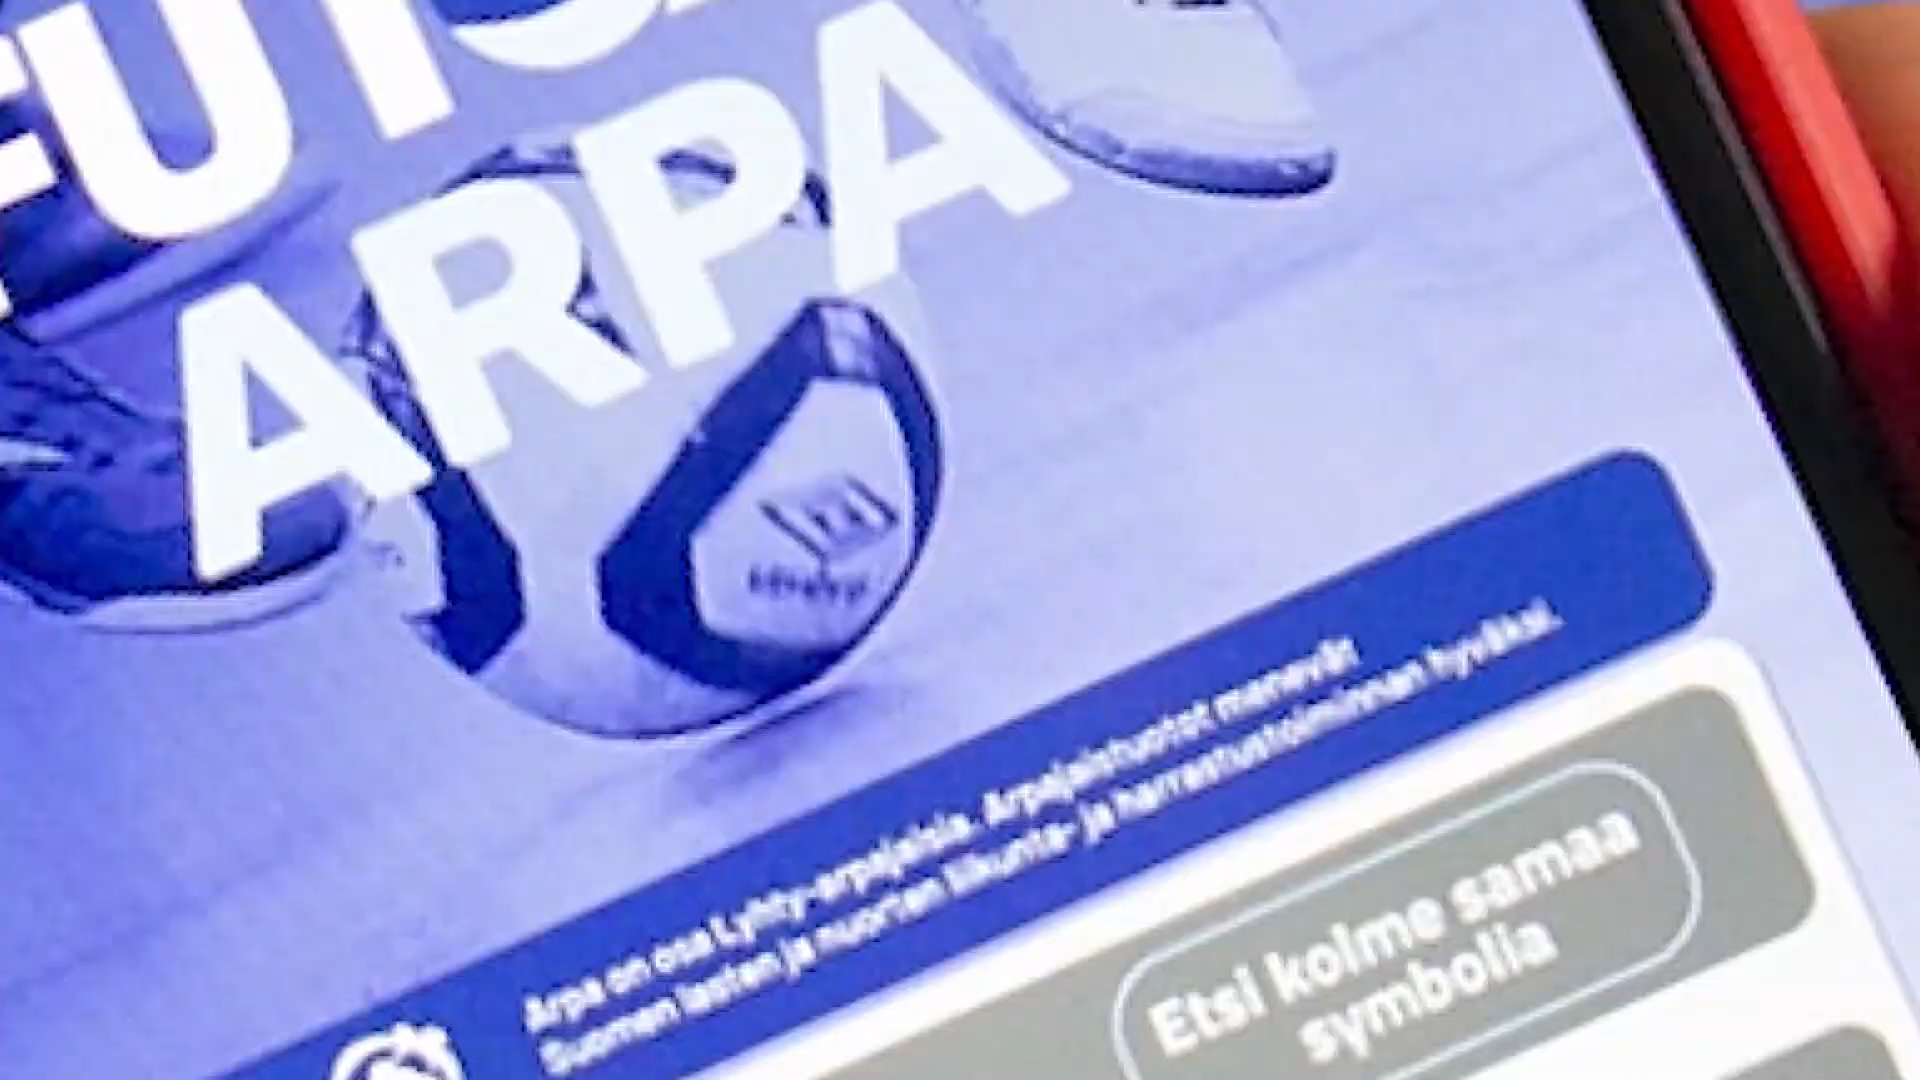 FUTS
ARPA
Arpa on osa Lyhty-arpajaisia. Arpajaistuotot menevät
Suomen lasten ja nuorten liikunta- ja harrastustoiminnan hyväksi.
Etsi kolme samaa
symbolia